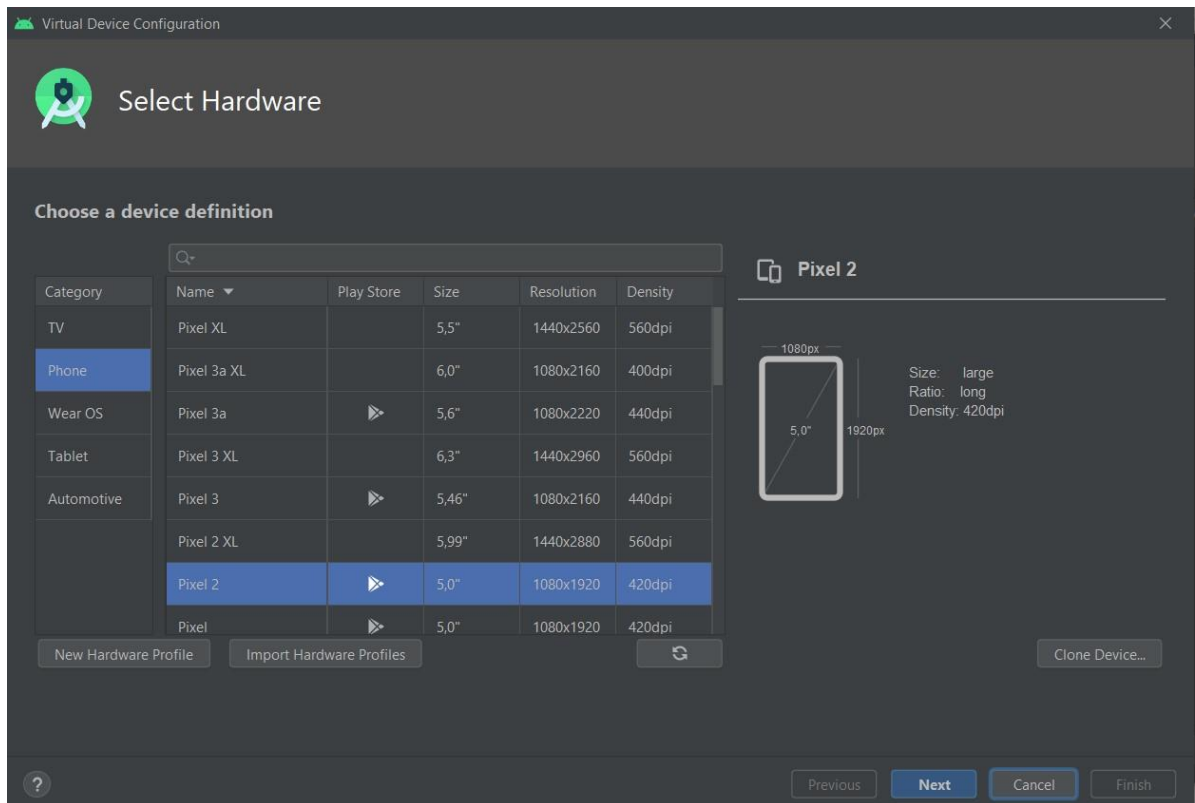 Virtual Device Configuration
Select Hardware
Choose a device definition
Category
TV
Phone
Wear OS
Tablet
Automotive
Name Play Store Size Resolution Density
Pixel XL 5,5" 1440x2560 560dpi
Pixel 3a XL 6,0" 1080x2160 400dpi
Pixel 3a 5,6" 1080x2220 440dpi
Pixel 3 XL 6,3" 1440x2960 560dpi
Pixel 3 5,46" 1080x2160 440dpi
Pixel 2 XL 5,99" 1440x2880 560dpi
Pixel 2 5,0" 1080x1920 420dpi
Pixel 5,0" 1080x1920 420dpi
Pixel 2
1080px
5,0"
1920px
Size: large
Ratio: long
Density: 420dpi
New Hardware Profile Import Hardware Profiles Clone Device...
? Previous Next Cancel Finish